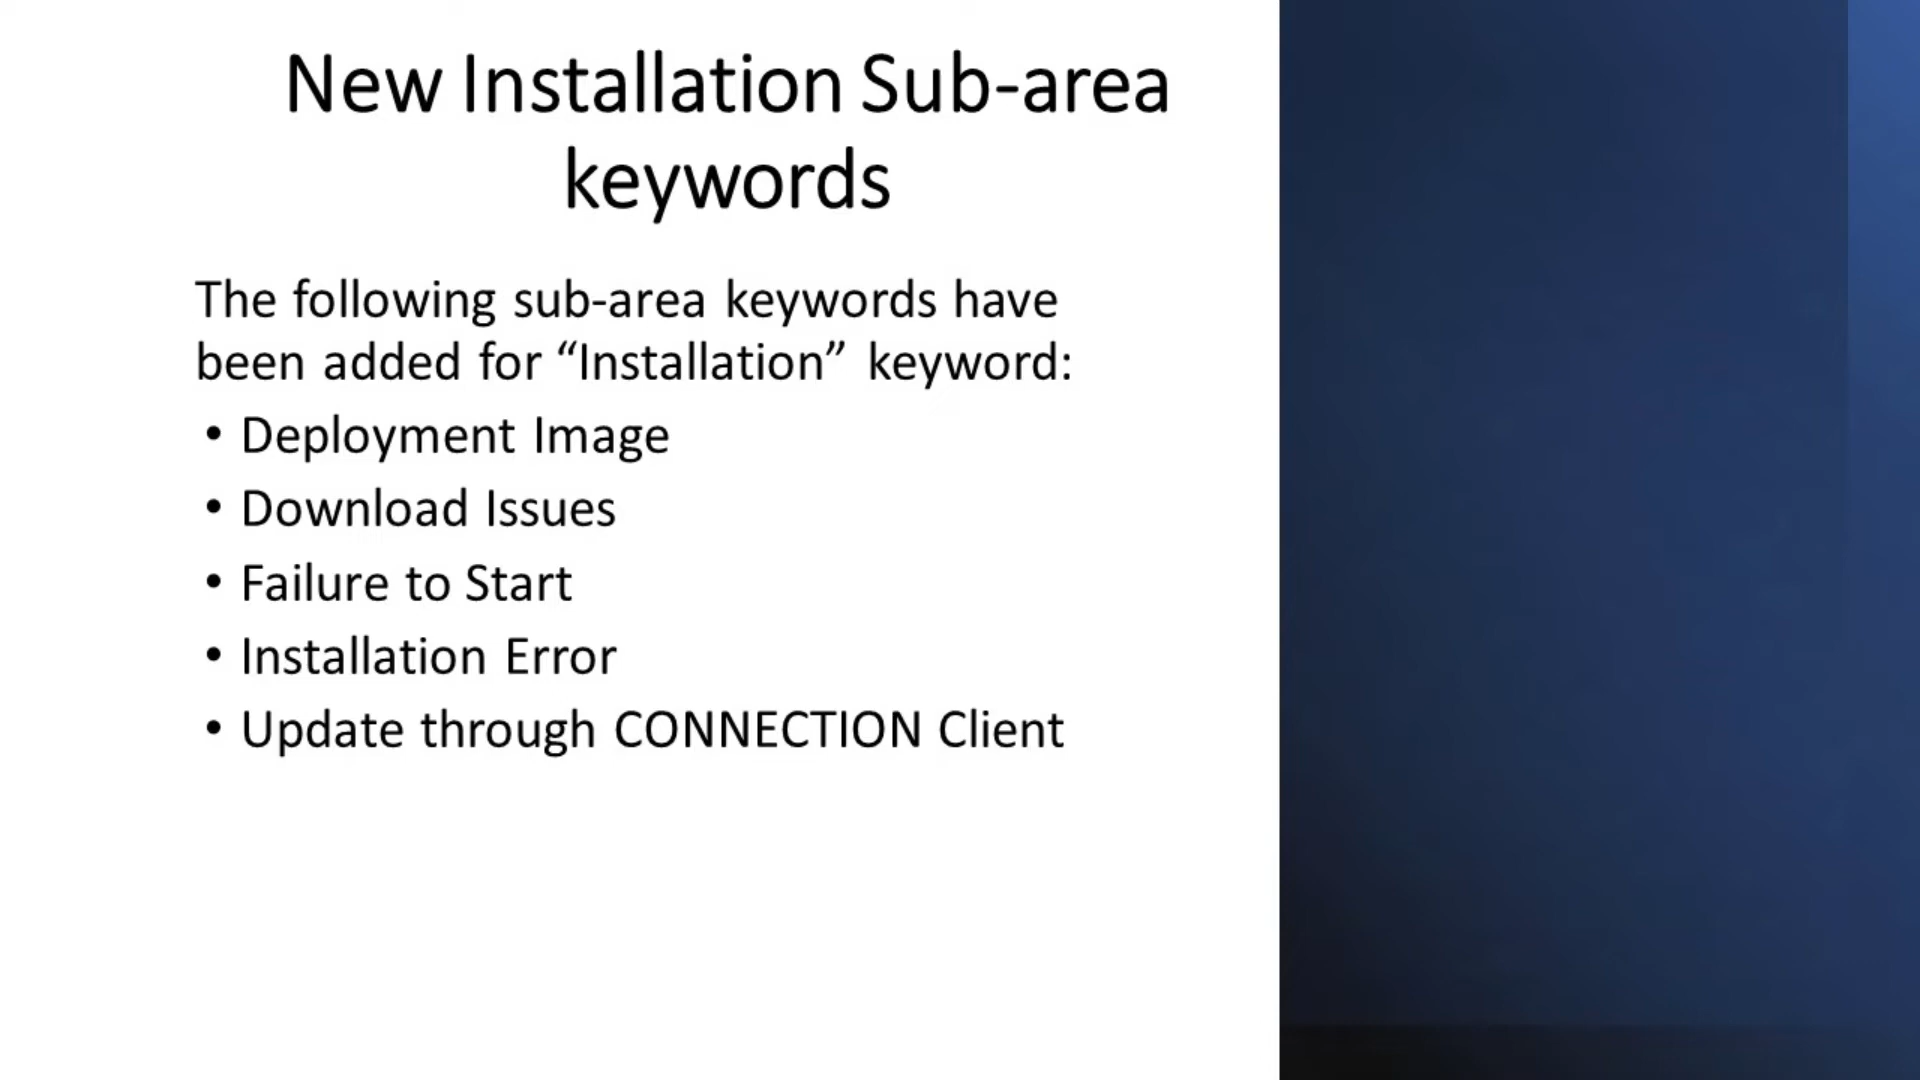 New Installation Sub-area
keywords
The following sub-area keywords have
been added for “Installation” keyword:
• Deployment Image
• Download Issues
• Failure to Start
• Installation Error
• Update through CONNECTION Client